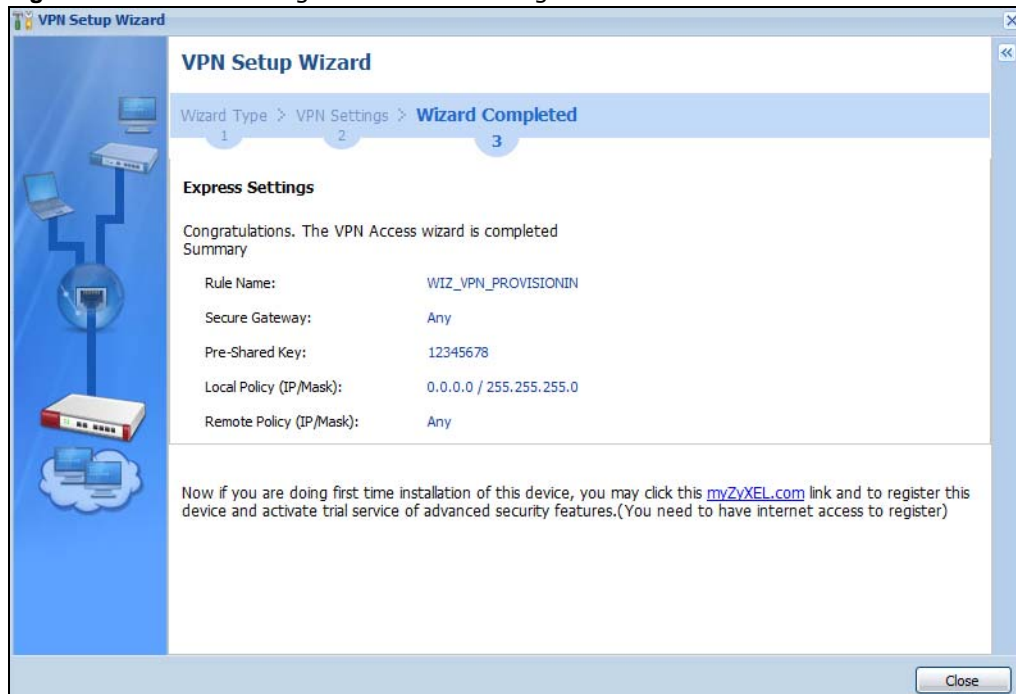 VPN Setup Wizard
VPN Setup Wizard
Wizard Type > VPN Settings > Wizard Completed
1 2 3
Express Settings
Congratulations. The VPN Access wizard is completed
Summary
Rule Name: WIZ_VPN_PROVISIONIN
Secure Gateway: Any
Pre-Shared Key: 12345678
Local Policy (IP/Mask): 0.0.0.0 / 255.255.255.0
Remote Policy (IP/Mask): Any
Now if you are doing first time installation of this device, you may click this myZyXEL.com link and to register this
device and activate trial service of advanced security features.(You need to have internet access to register)
Close